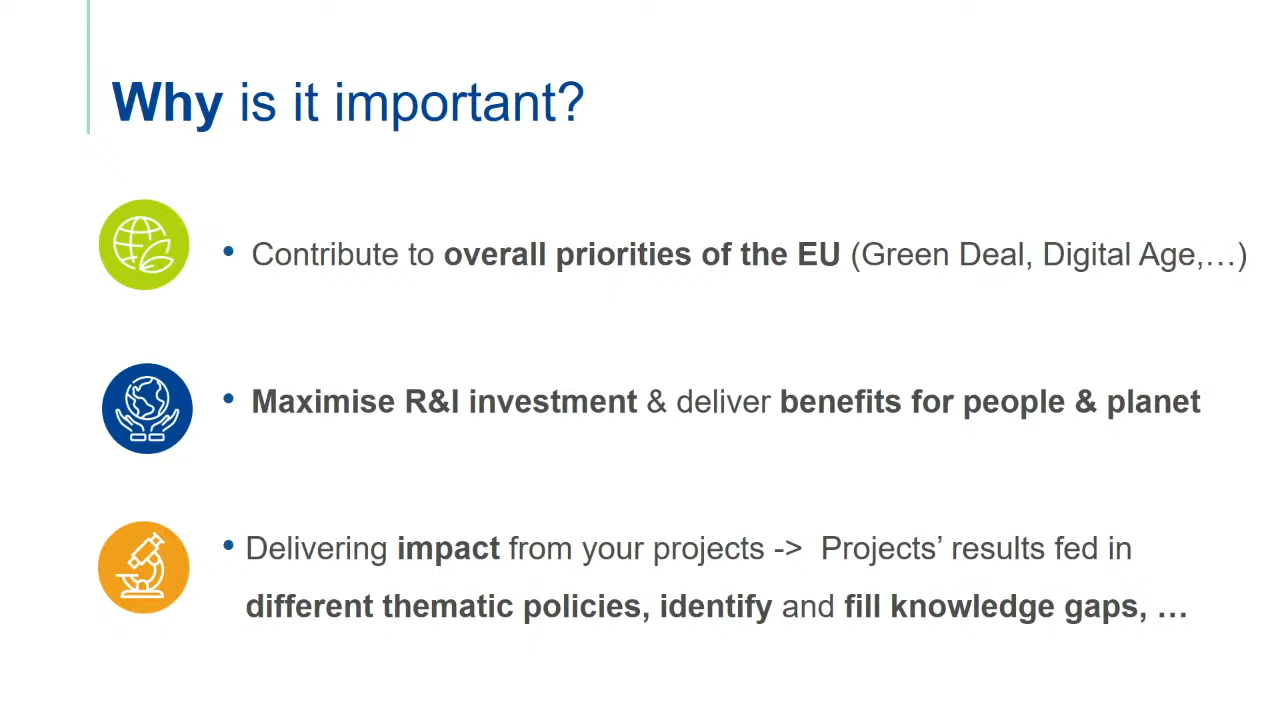 Why is it important?
• Contribute to overall priorities of the EU (Green Deal, Digital Age,…)
• Maximise R&I investment & deliver benefits for people & planet
• Delivering impact from your projects ->  Projects’ results fed in
different thematic policies, identify and fill knowledge gaps, …